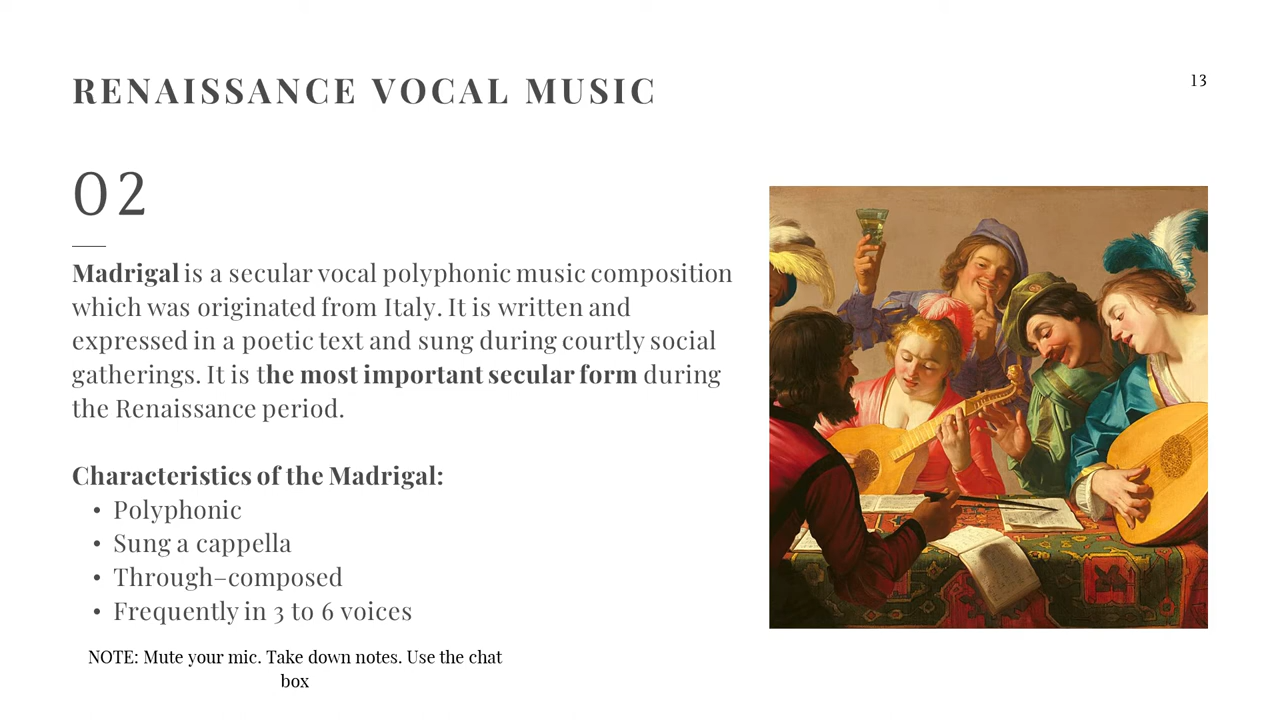 RENAISSANCE VOCAL MUSIC
13
02
Madrigal is a secular vocal polyphonic music composition
which was originated from Italy. It is written and
expressed in a poetic text and sung during courtly social
gatherings. It is the most important secular form during
the Renaissance period.
Characteristics of the Madrigal:
• Polyphonic
• Sung a cappella
• Through–composed
• Frequently in 3 to 6 voices
NOTE: Mute your mic. Take down notes. Use the chat
box